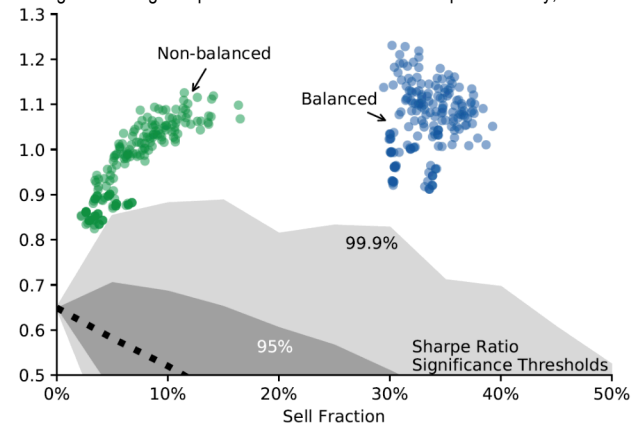 1.3
Non-balanced
1.2
1.1
Balanced
1.0
0.9
0.8
99.9%
0.7
0.6
95%
Sharpe Ratio
Significance Thresholds
0.5
0% 10% 20% 30% 40% 50%
Sell Fraction